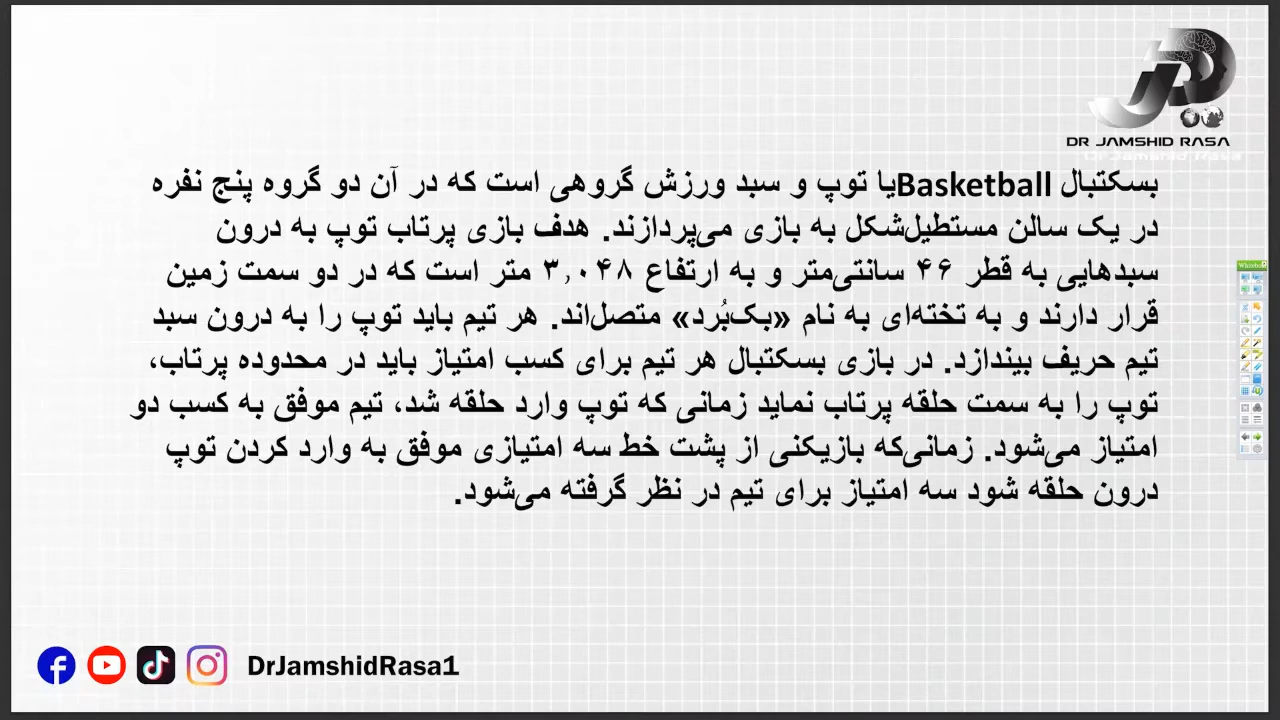 DR JAMSHID RASA
Dr Jamshid Rasa
بسکتبال Basketballیا توپ و سبد ورزش گروهی است که در آن دو گروه پنج نفره
در یک سالن مستطیل‌شکل به بازی می‌پردازند. هدف بازی پرتاب توپ به درون
سبدهایی به قطر ۴۶ سانتی‌متر و به ارتفاع ۳٫۰۴۸ متر است که در دو سمت زمین
قرار دارند و به تخته‌ای به نام «بک‌بُرد» متصل‌اند. هر تیم باید توپ را به درون سبد
تیم حریف بیندازد. در بازی بسکتبال هر تیم برای کسب امتیاز باید در محدوده پرتاب،
توپ را به سمت حلقه پرتاب نماید زمانی که توپ وارد حلقه شد، تیم موفق به کسب دو
امتیاز می‌شود. زمانی‌که بازیکنی از پشت خط سه امتیازی موفق به وارد کردن توپ
درون حلقه شود سه امتیاز برای تیم در نظر گرفته می‌شود.
DrJamshidRasa1